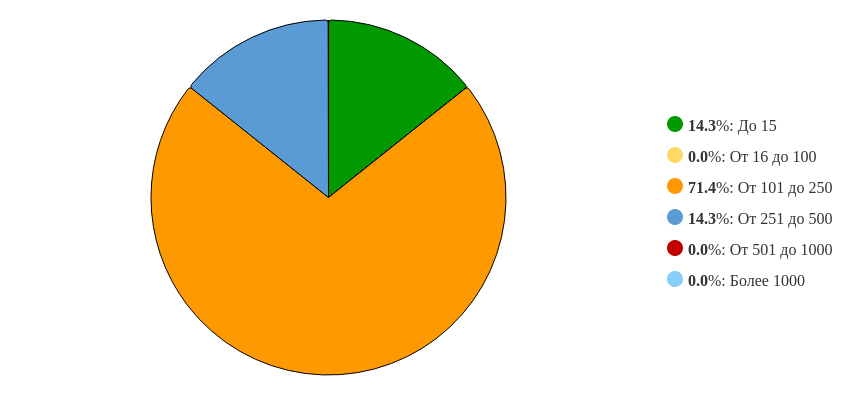 14.3%: До 15
0.0%: От 16 до 100
71.4%: От 101 до 250
14.3%: От 251 до 500
0.0%: От 501 до 1000
0.0%: Более 1000